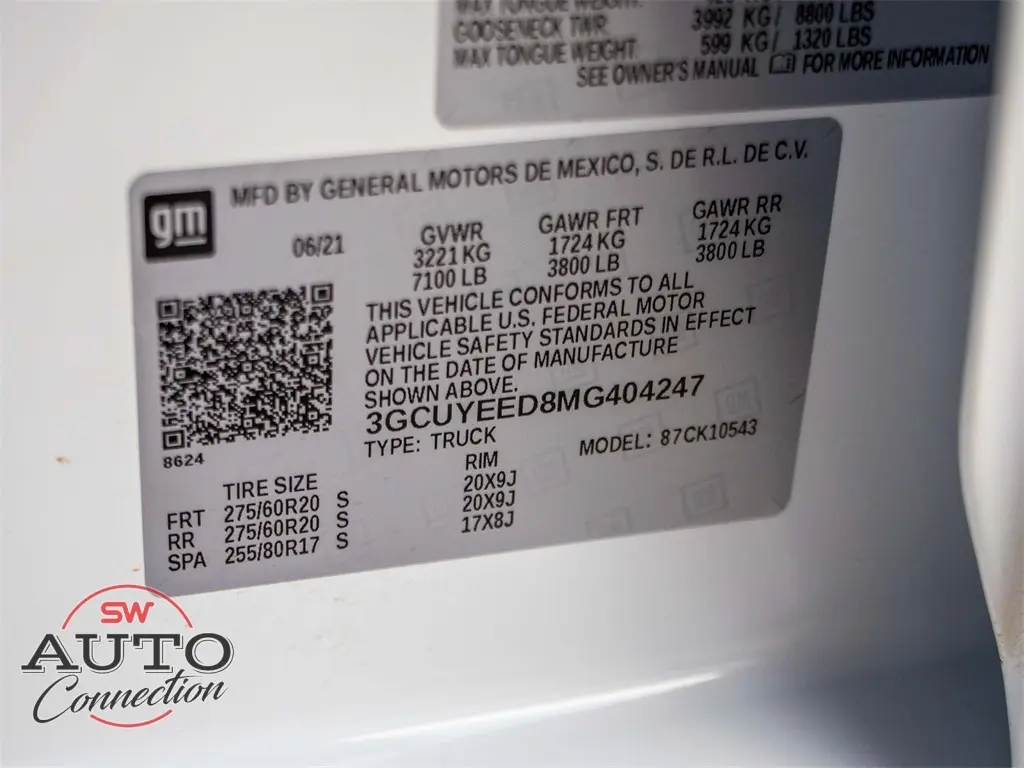 MAX TONGUE WEIGHT:
GOOSENECK TWR 3992 KG/ 8800 LBS
MAX TONGUE WEIGHT: 599 KG/ 1320 LBS
SEE OWNER'S MANUAL FOR MORE INFORMATION
gm MFD BY GENERAL MOTORS DE MEXICO, S. DE R.L. DE C.V.
06/21 GVWR GAWR FRT GAWR RR
3221 KG 1724 KG 1724 KG
7100 LB 3800 LB 3800 LB
THIS VEHICLE CONFORMS TO ALL
APPLICABLE U.S. FEDERAL MOTOR
VEHICLE SAFETY STANDARDS IN EFFECT
ON THE DATE OF MANUFACTURE
SHOWN ABOVE.
3GCUYEED8MG404247
TYPE: TRUCK MODEL: 87CK10543
8624
TIRE SIZE RIM
FRT 275/60R20 S 20X9J
RR 275/60R20 S 20X9J
SPA 255/80R17 S 17X8J
SW
AUTO
Connection